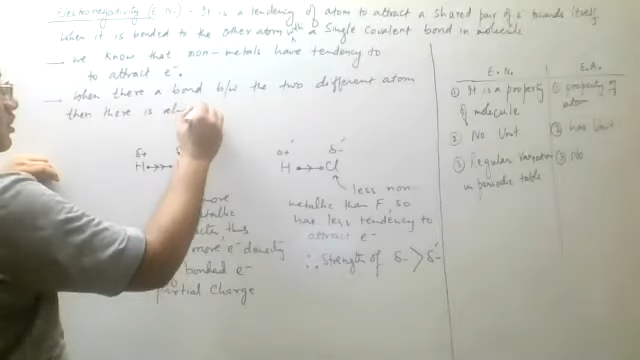 Electronegativity (E.N.) - It is a tendency of atom to attract a shared pair of e⁻ towards itself
when it is bonded to the other atom with a single covalent bond in molecule
→ we know that non-metals have tendency to
to attract e⁻.
→ when there a bond b/w the two different atom
then there is al
δ+
H
more
this
more e⁻ density
bonded e⁻
partial charge
δ+' δ-'
H → Cl
less non-
metallic than F, so
has less tendency to
attract e⁻
∴ Strength of δ- > δ-'
E.N. | E.A.
① It is a property
of molecule
② No Unit
③ Regular variation
in periodic table
① property of
atom
② has Unit
③ No